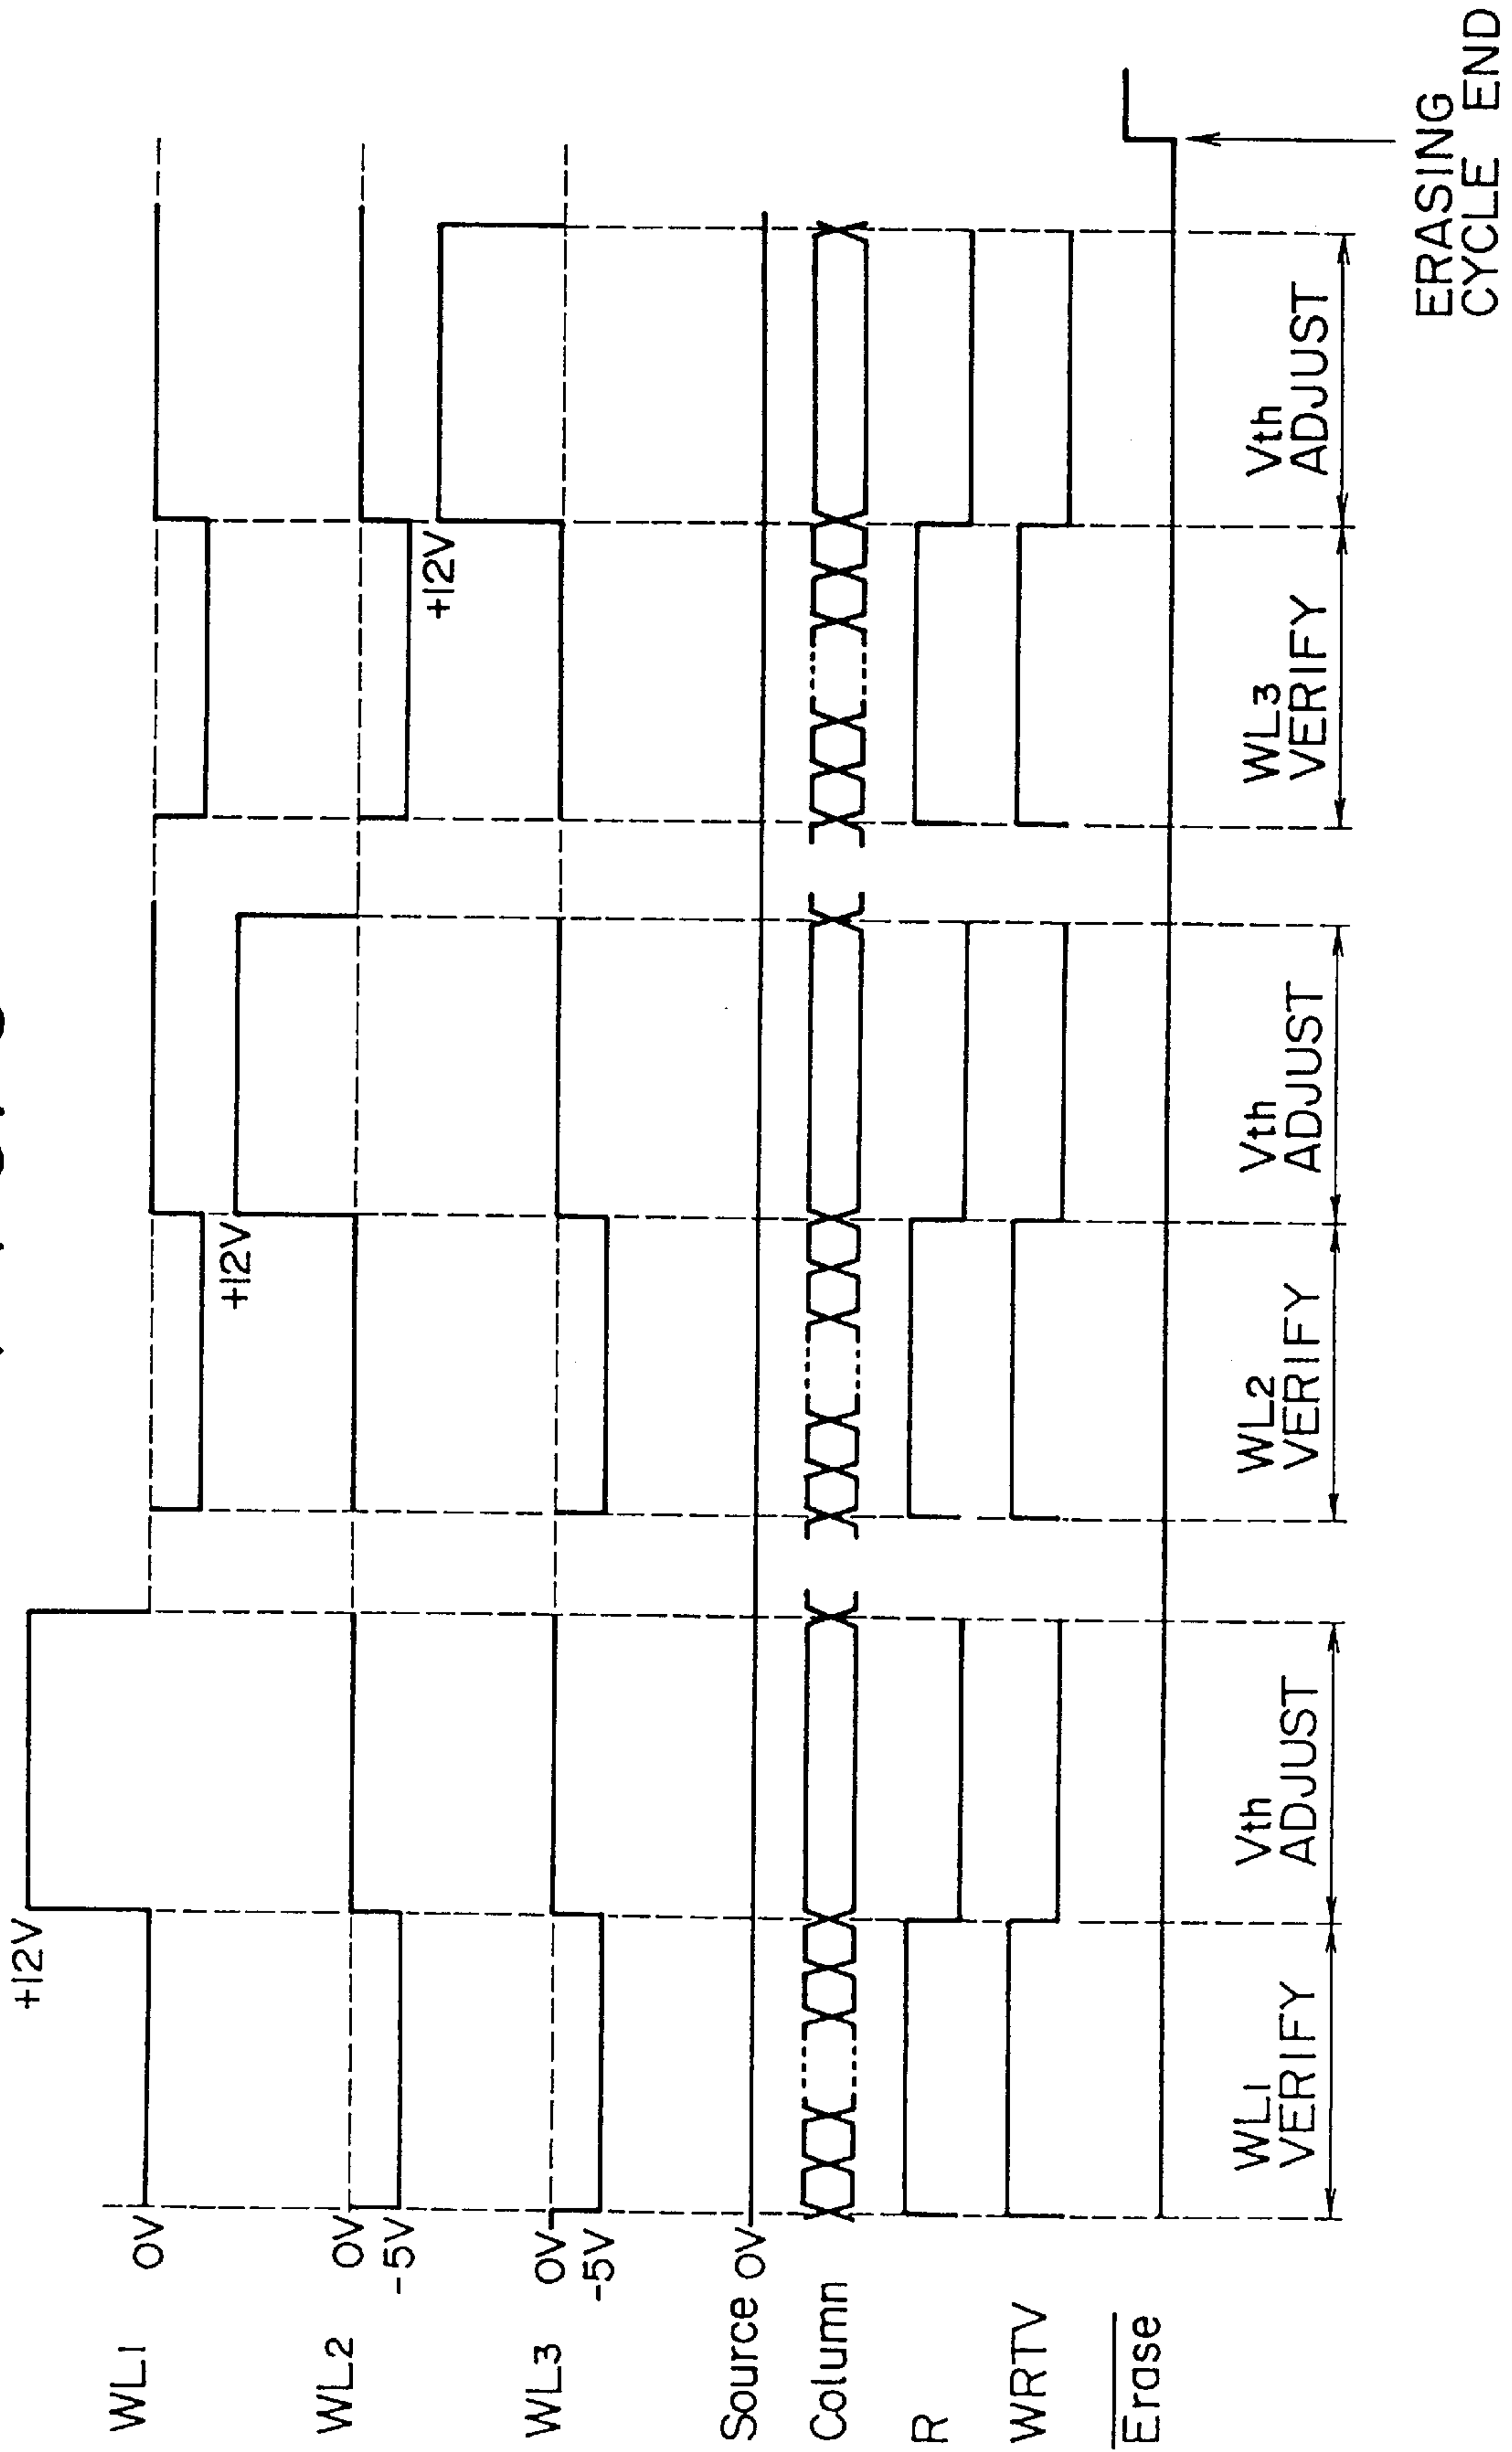 WL1
0V
+12V
WL2
0V
-5V
+12V
WL3
0V
-5V
+12V
Source 0V
Column
R
WRTV
Erase
WL1
VERIFY
Vth
ADJUST
WL2
VERIFY
Vth
ADJUST
WL3
VERIFY
Vth
ADJUST
ERASING
CYCLE END